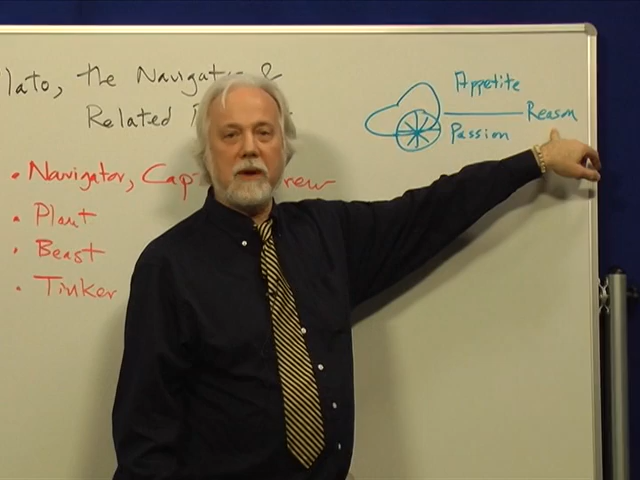 lato, the Navigator &
Related
• Navigator, Cap rew
• Plant
• Beast
• Tinker
Appetite
Reason
Passion